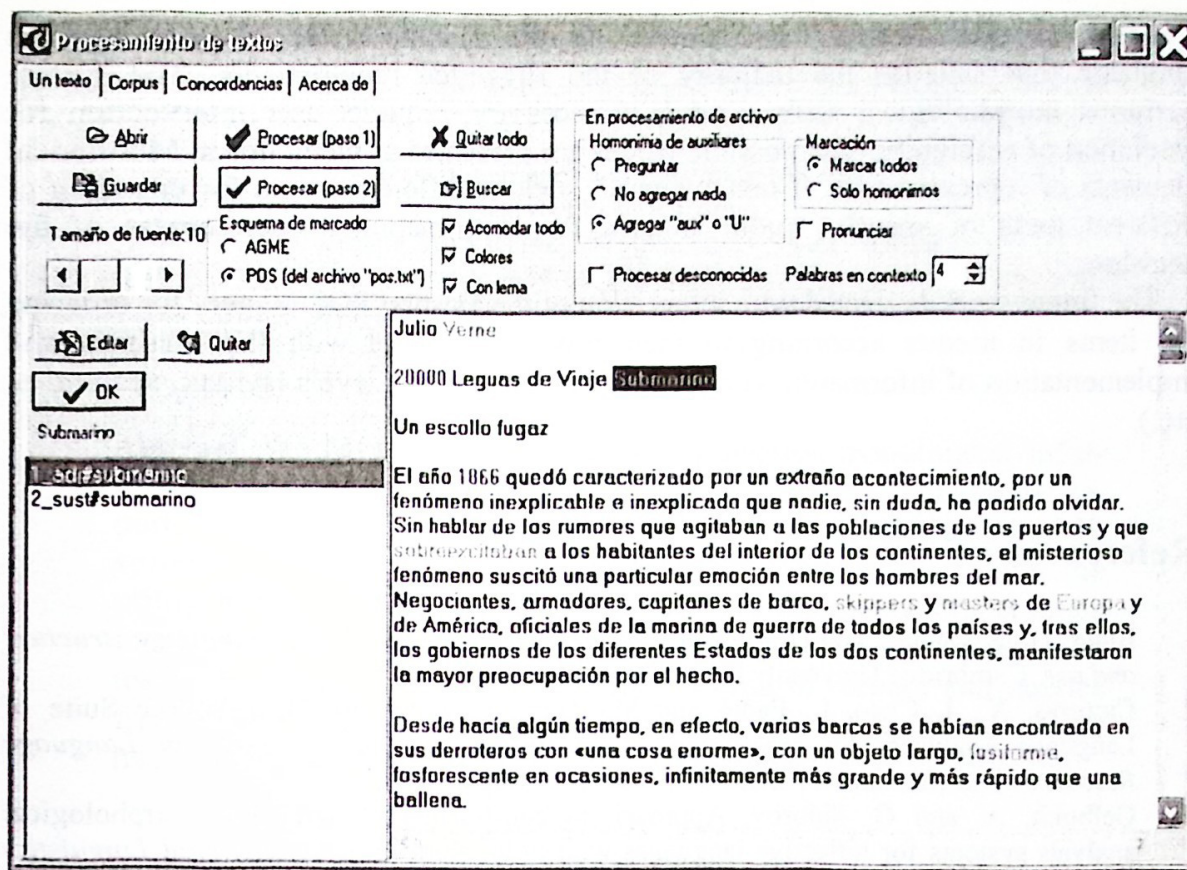 Procesamiento de textos
Un texto Corpus Concordancias Acerca de
Abrir Procesar (paso 1) Quitar todo
Guardar Procesar (paso 2) Buscar
Tamaño de fuente: 10
Esquema de marcado
AGME
POS (del archivo "pos.txt")
Acomodar todo
Colores
Con lema
En procesamiento de archivo
Homonimia de auxiliares
Preguntar
No agregar nada
Agregar "aux" o "U"
Marcación
Marcar todos
Solo homonimos
Pronunciar
Procesar desconocidas Palabras en contexto 4
Editar Quitar
OK
Submarino
1_adj#submarino
2_sust#submarino
Julio Verne
20000 Leguas de Viaje Submarino
Un escollo fugaz
El año 1866 quedó caracterizado por un extraño acontecimiento, por un
fenómeno inexplicable e inexplicado que nadie, sin duda, ha podido olvidar.
Sin hablar de los rumores que agitaban a las poblaciones de los puertos y que
sobreexcitaban a los habitantes del interior de los continentes, el misterioso
fenómeno suscitó una particular emoción entre los hombres del mar.
Negociantes, armadores, capitanes de barco, skippers y masters de Europa y
de América, oficiales de la marina de guerra de todos los países y, tras ellos,
los gobiernos de los diferentes Estados de los dos continentes, manifestaron
la mayor preocupación por el hecho.
Desde hacía algún tiempo, en efecto, varios barcos se habían encontrado en
sus derroteros con «una cosa enorme», con un objeto largo, fusiforme,
fosforescente en ocasiones, infinitamente más grande y más rápido que una
ballena.